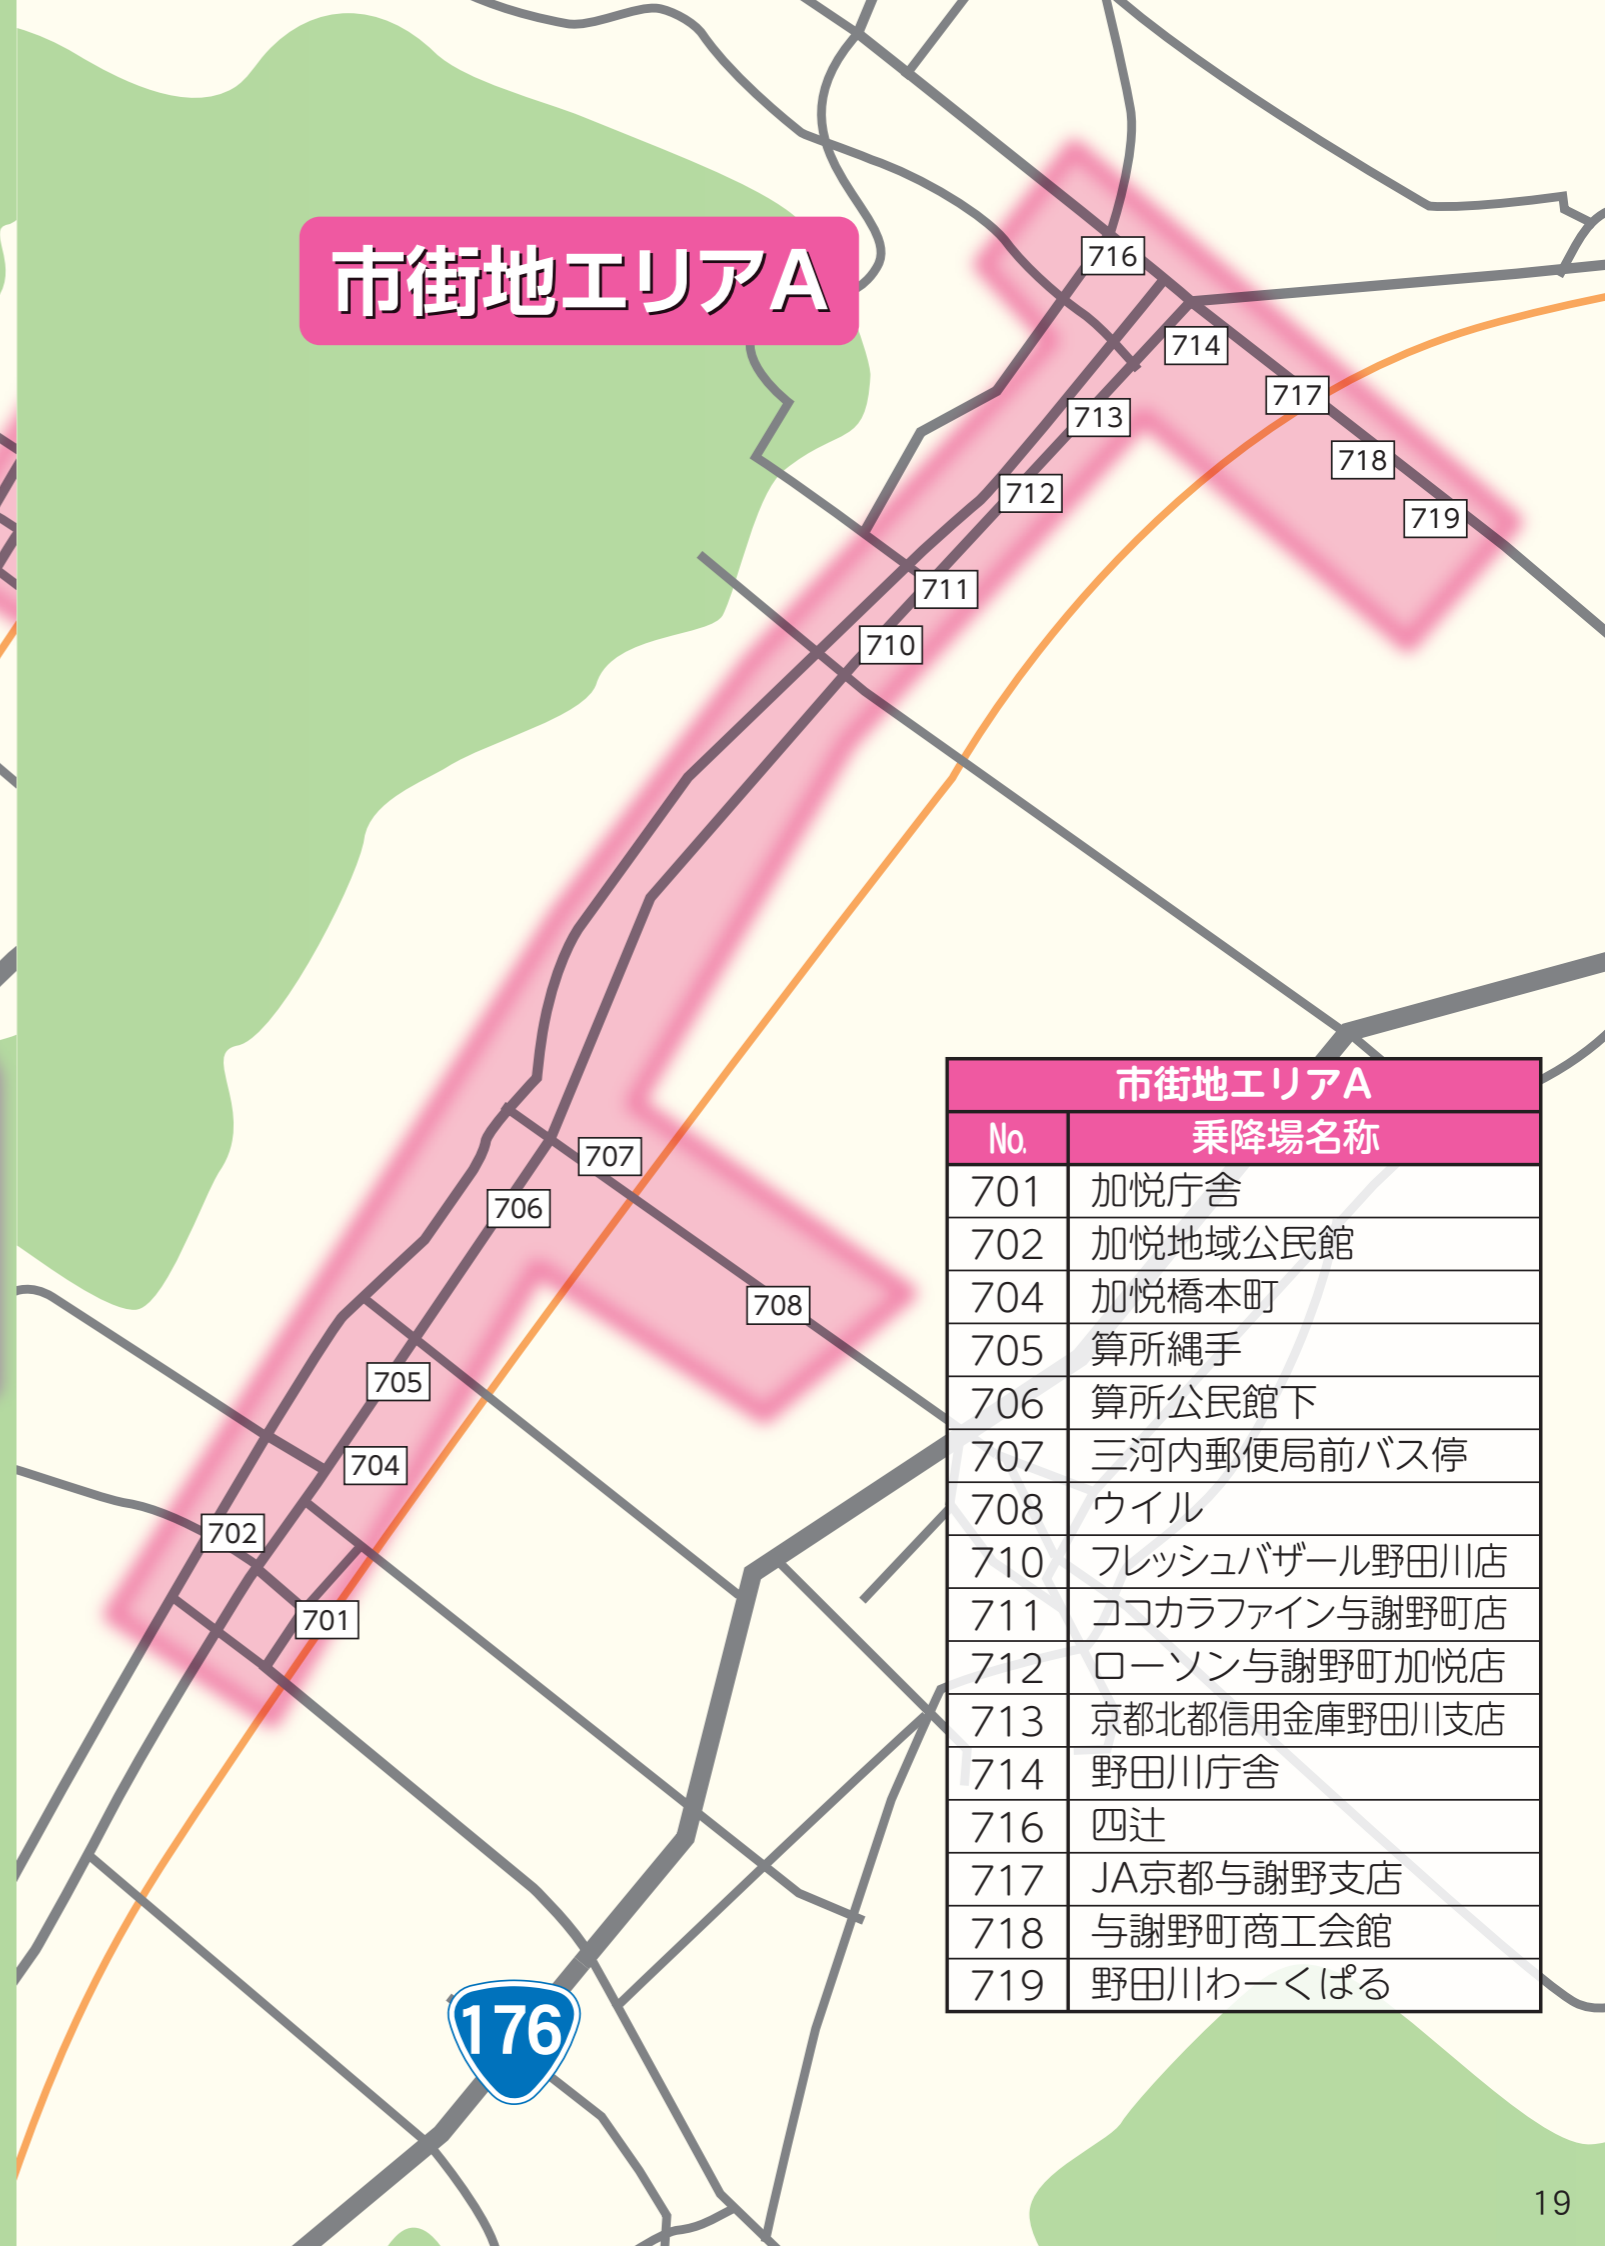 市街地エリアA
716
714
717
713
718
712
719
711
710
707
706
708
705
704
702
701
市街地エリアA
No. 乗降場名称
701 加悦庁舎
702 加悦地域公民館
704 加悦橋本町
705 算所縄手
706 算所公民館下
707 三河内郵便局前バス停
708 ウイル
710 フレッシュバザール野田川店
711 ココカラファイン与謝野町店
712 ローソン与謝野町加悦店
713 京都北都信用金庫野田川支店
714 野田川庁舎
716 四辻
717 JA京都与謝野支店
718 与謝野町商工会館
719 野田川わーくぱる
176
19